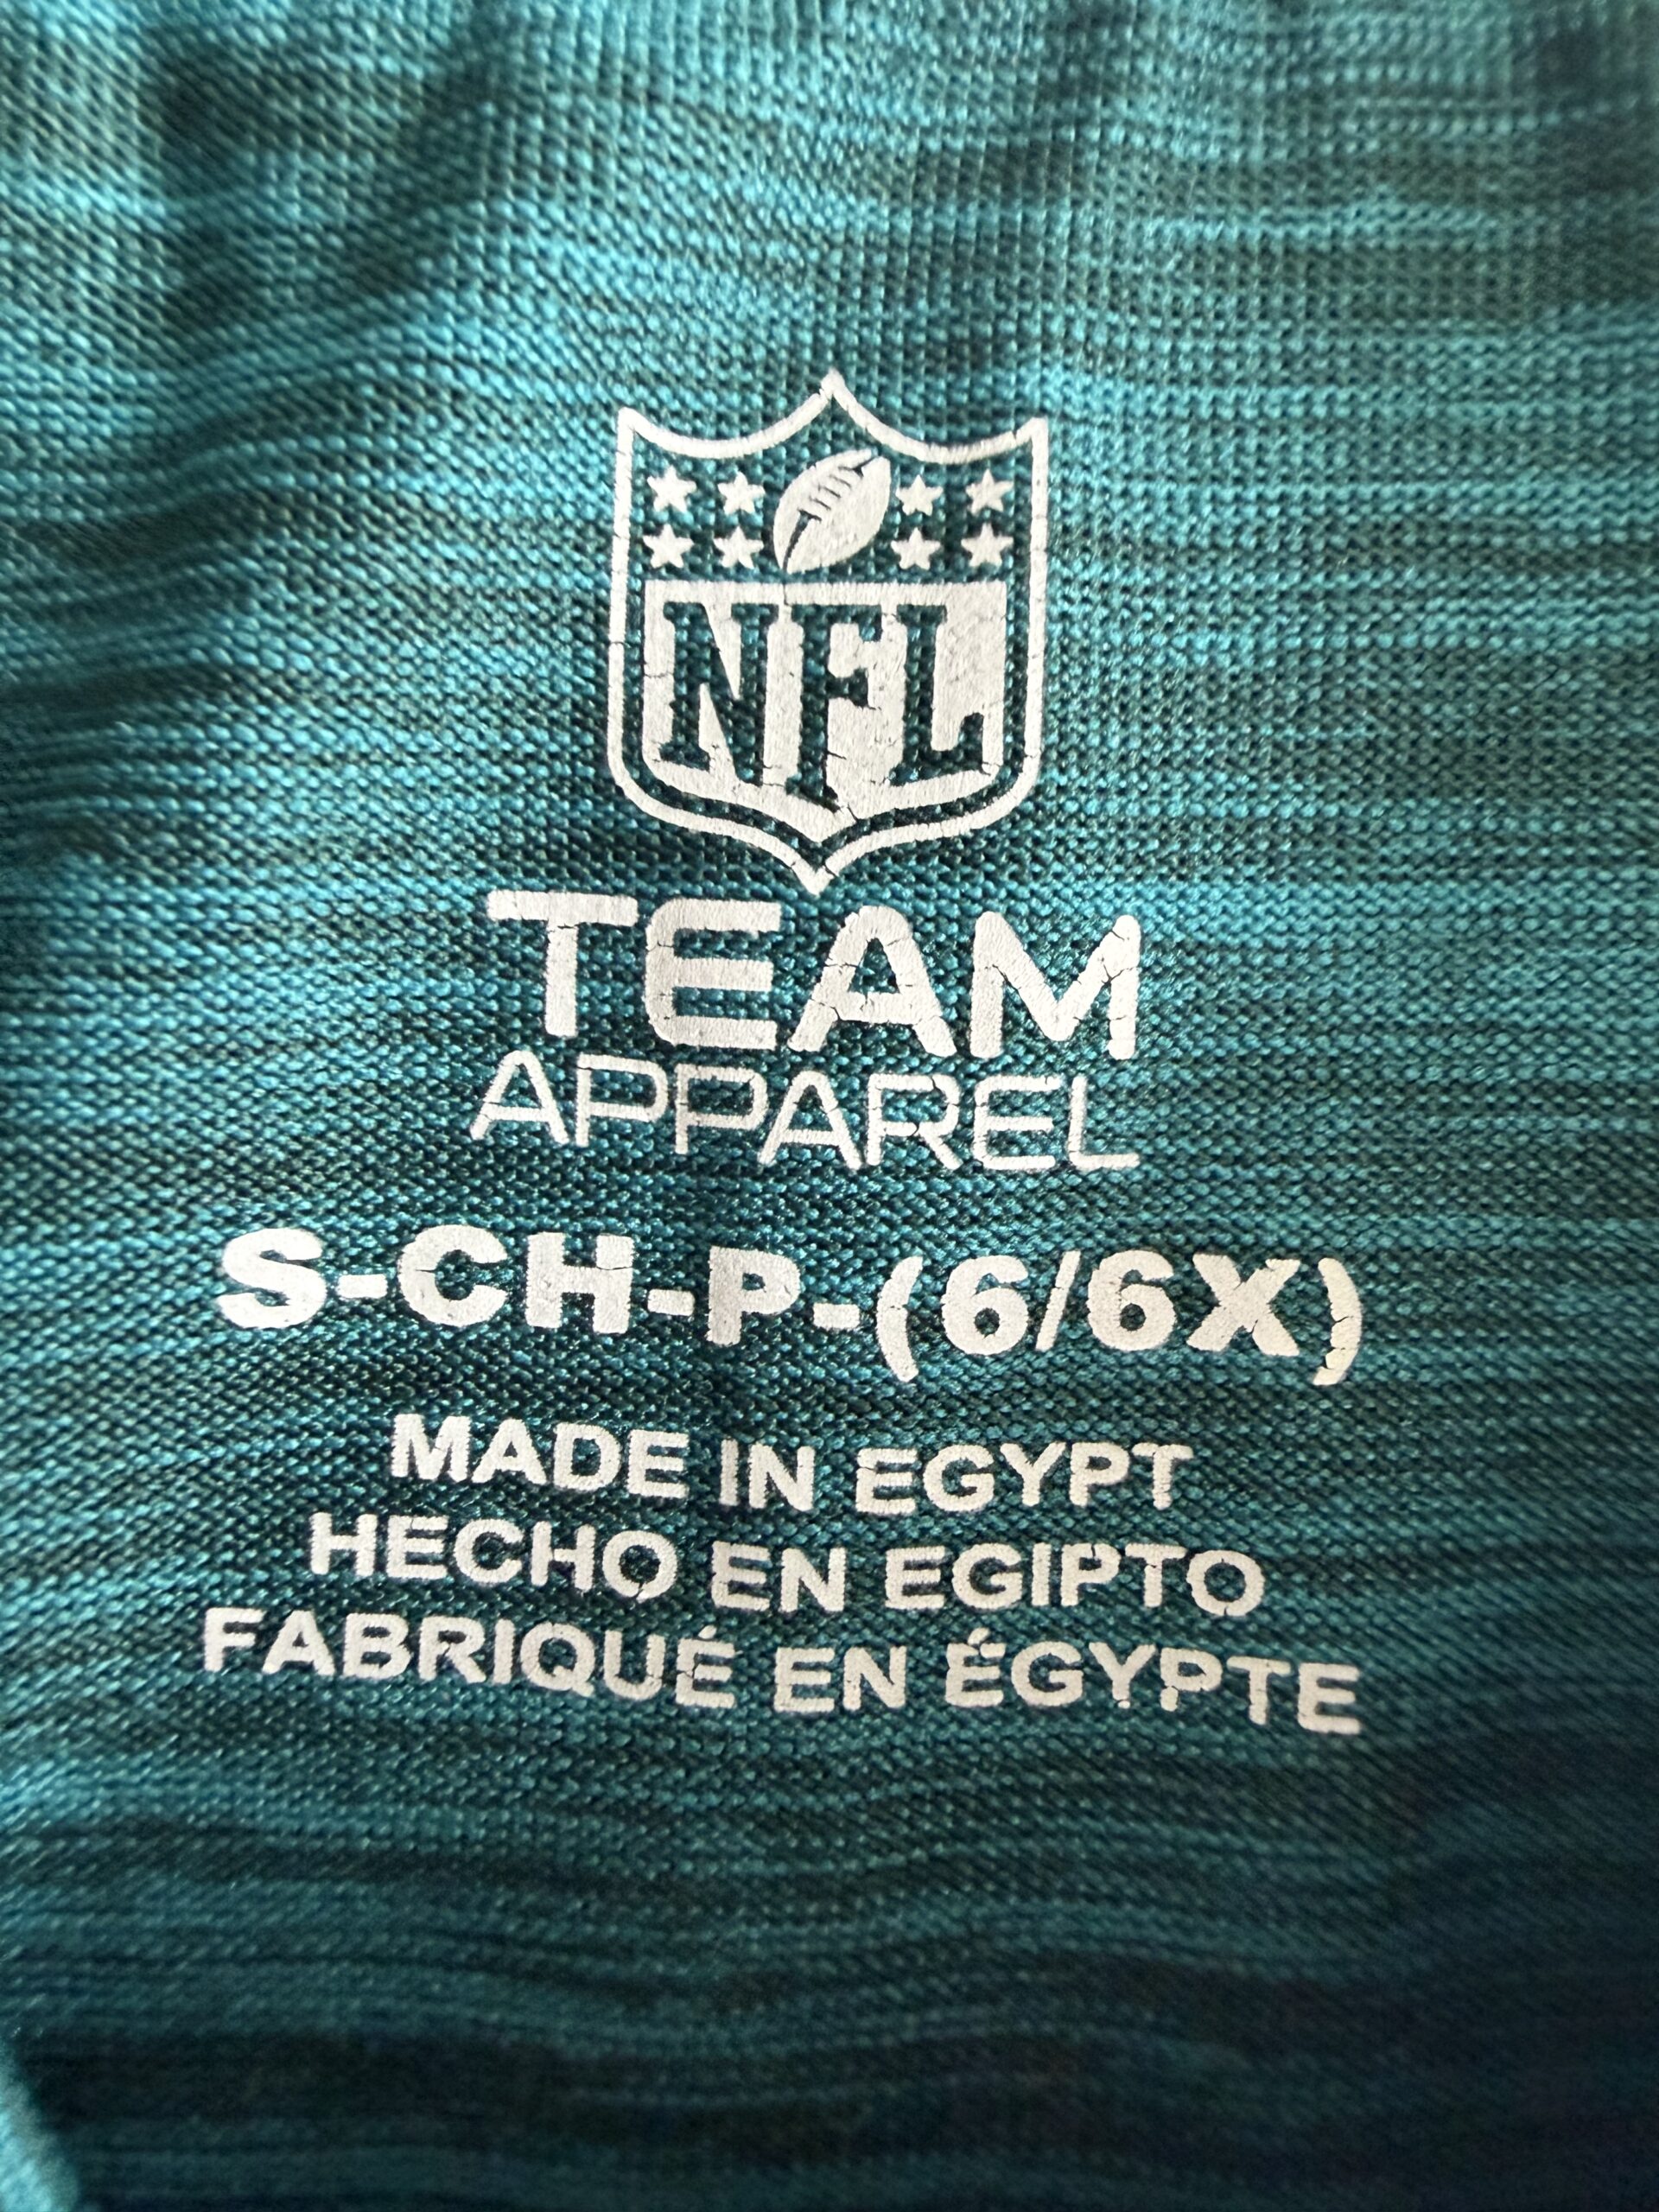 NFL
TEAM
APPAREL
S-CH-P-(6/6X)
MADE IN EGYPT
HECHO EN EGIPTO
FABRIQUÉ EN ÉGYPTE